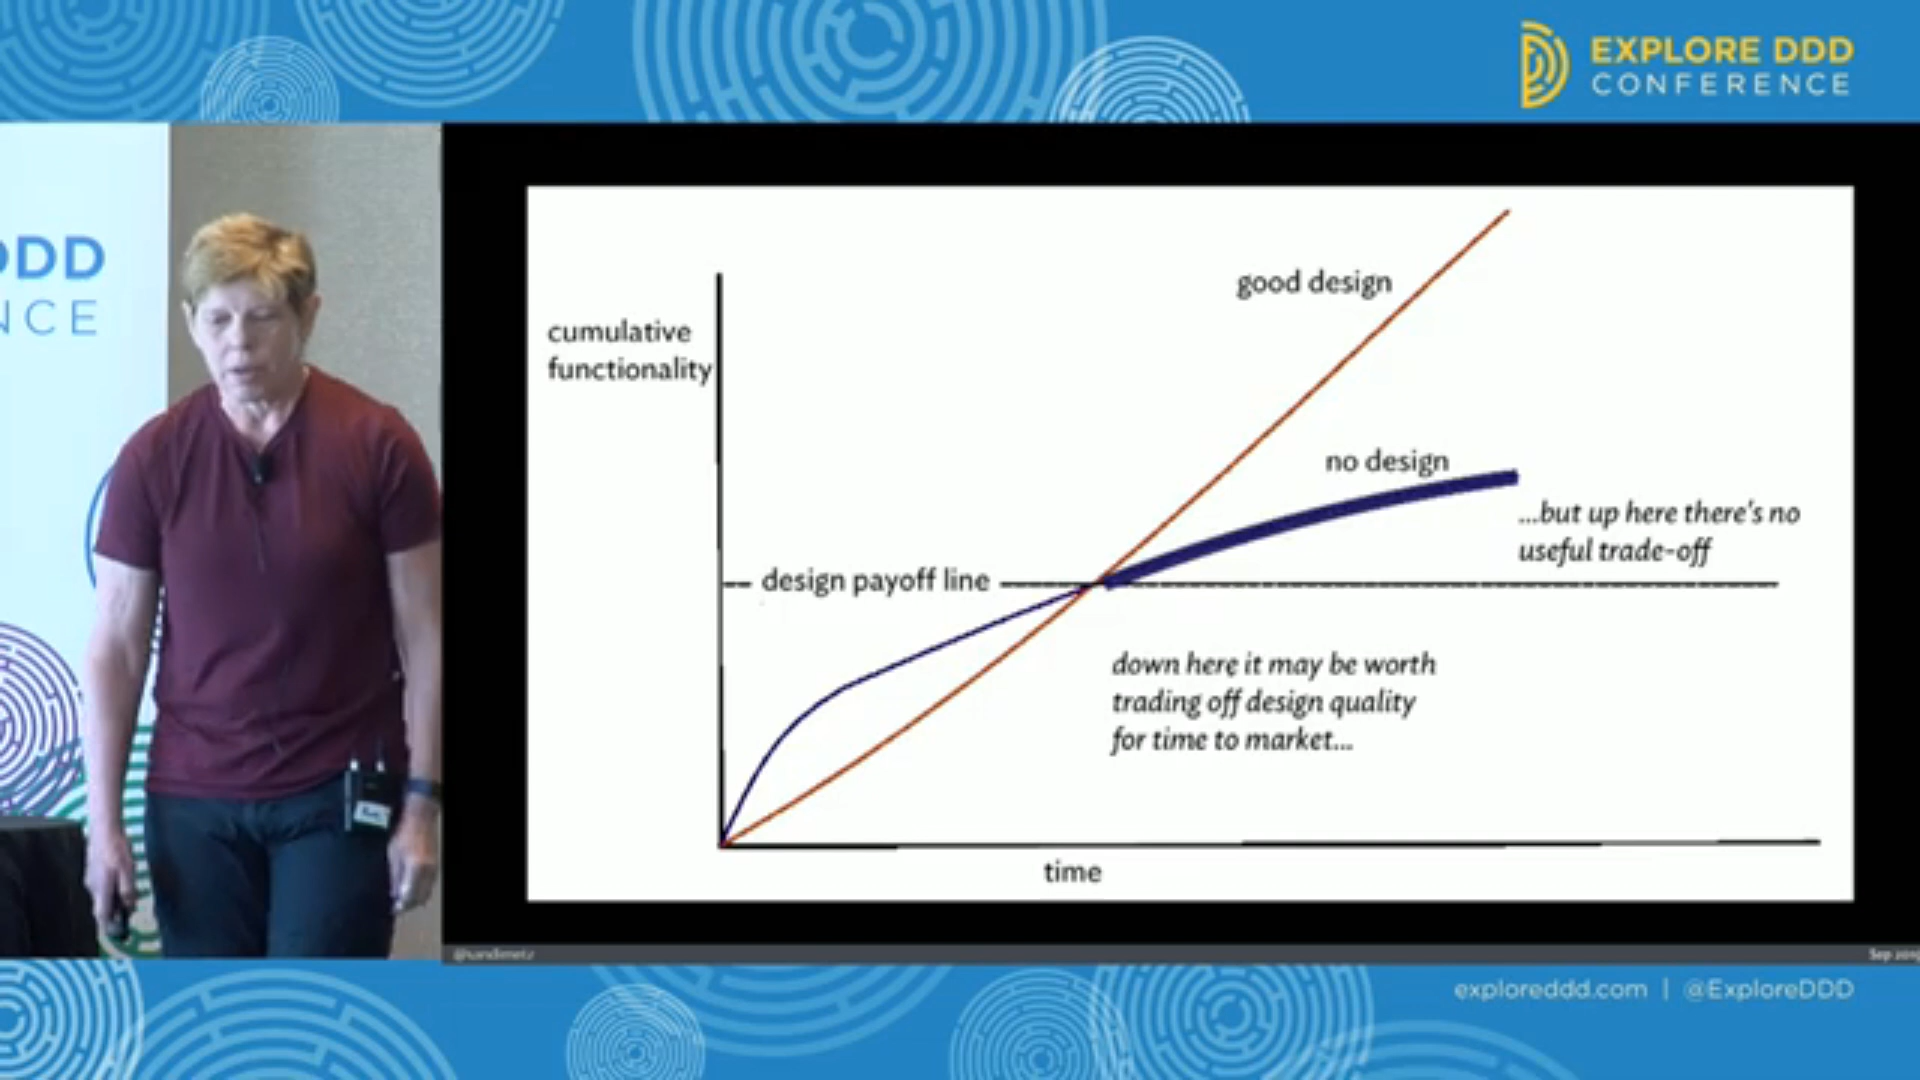 EXPLORE DDD
CONFERENCE
DDD
NCE
good design
cumulative
functionality
no design
...but up here there's no
useful trade-off
design payoff line
down here it may be worth
trading off design quality
for time to market...
time
@sandimetz
Sep
exploreddd.com | @ExploreDDD